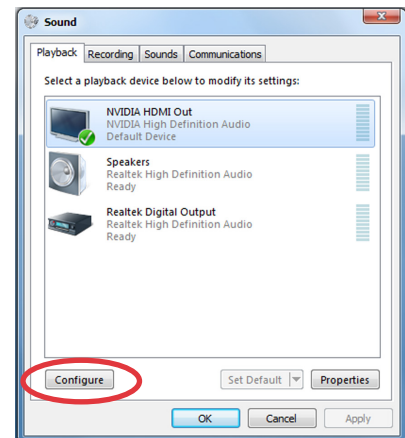 Sound
Playback Recording Sounds Communications
Select a playback device below to modify its settings:
NVIDIA HDMI Out
NVIDIA High Definition Audio
Default Device
Speakers
Realtek High Definition Audio
Ready
Realtek Digital Output
Realtek High Definition Audio
Ready
Configure Set Default Properties
OK Cancel Apply